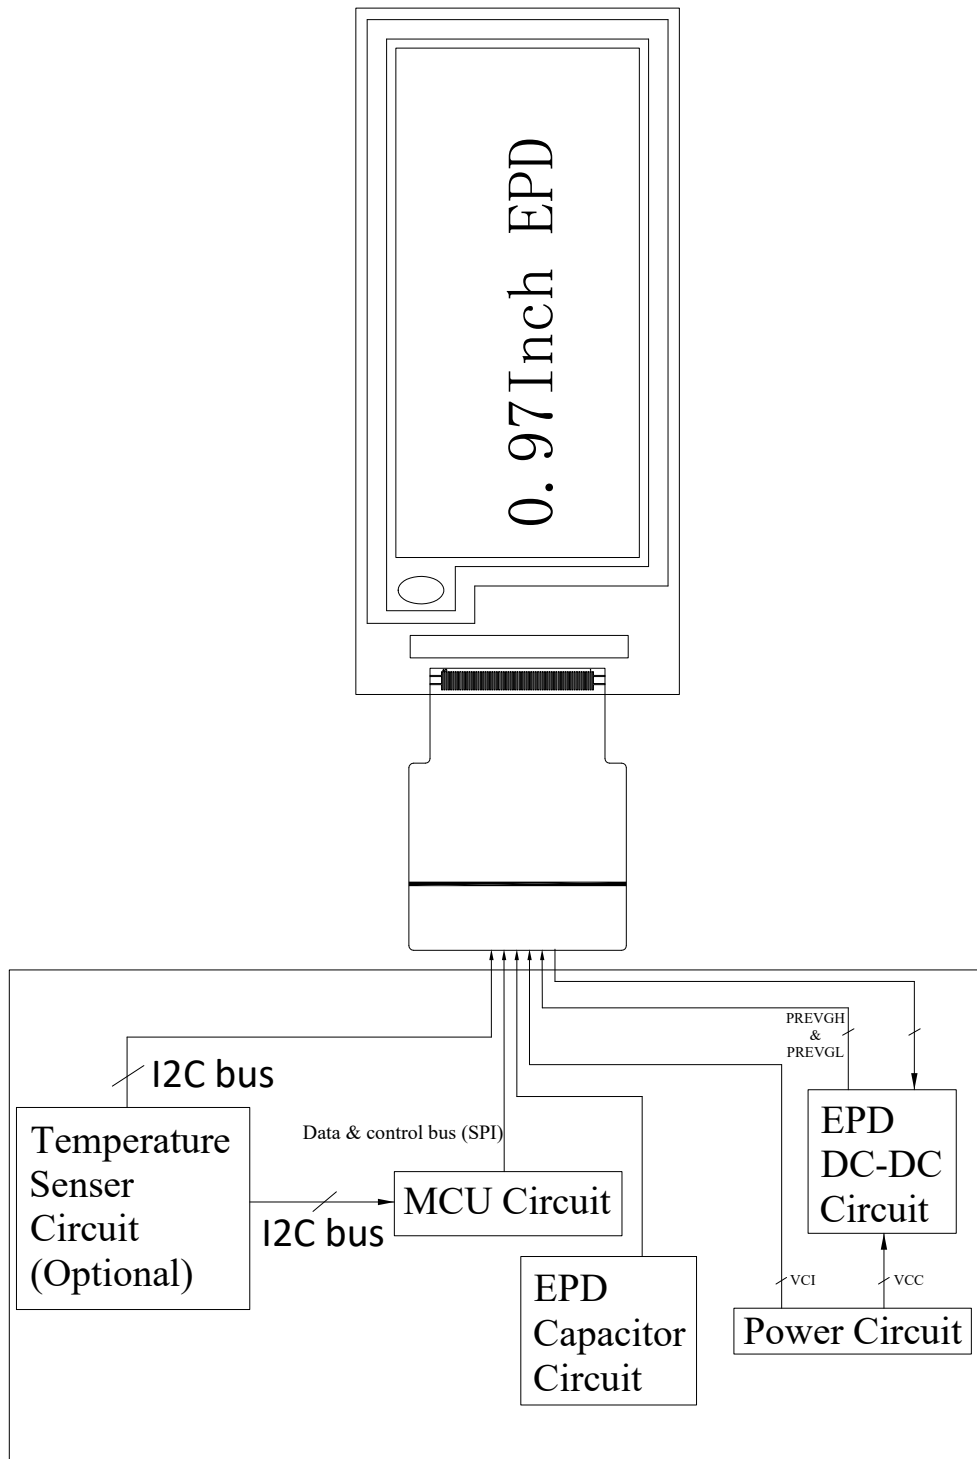 0.97Inch EPD
PREVGH
&
PREVGL
I2C bus
Temperature
Senser
Circuit
(Optional)
Data & control bus (SPI)
I2C bus
MCU Circuit
EPD
DC-DC
Circuit
EPD
Capacitor
Circuit
VCI
VCC
Power Circuit